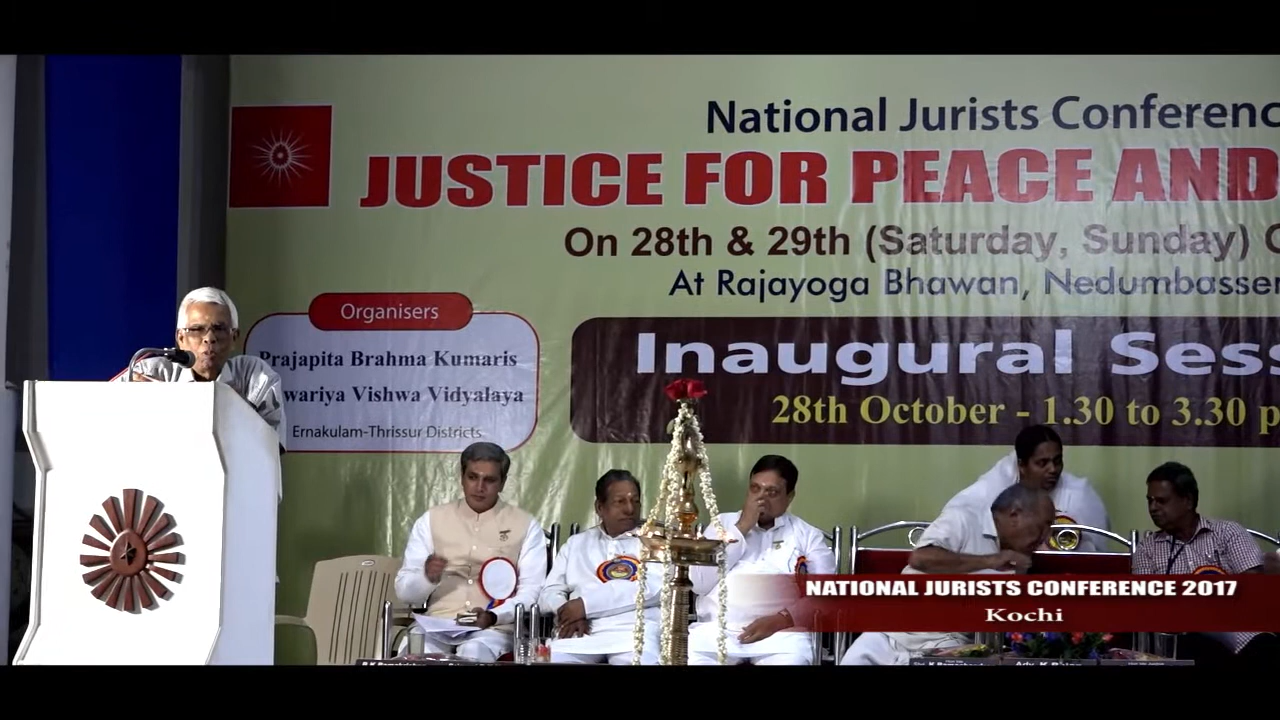 National Jurists Conferenc
JUSTICE FOR PEACE AND
On 28th & 29th (Saturday, Sunday)
At Rajayoga Bhawan, Nedumbasser
Organisers
Prajapita Brahma Kumaris
wariya Vishwa Vidyalaya
Ernakulam-Thrissur Districts
Inaugural Sess
28th October - 1.30 to 3.30 p
NATIONAL JURISTS CONFERENCE 2017
Kochi